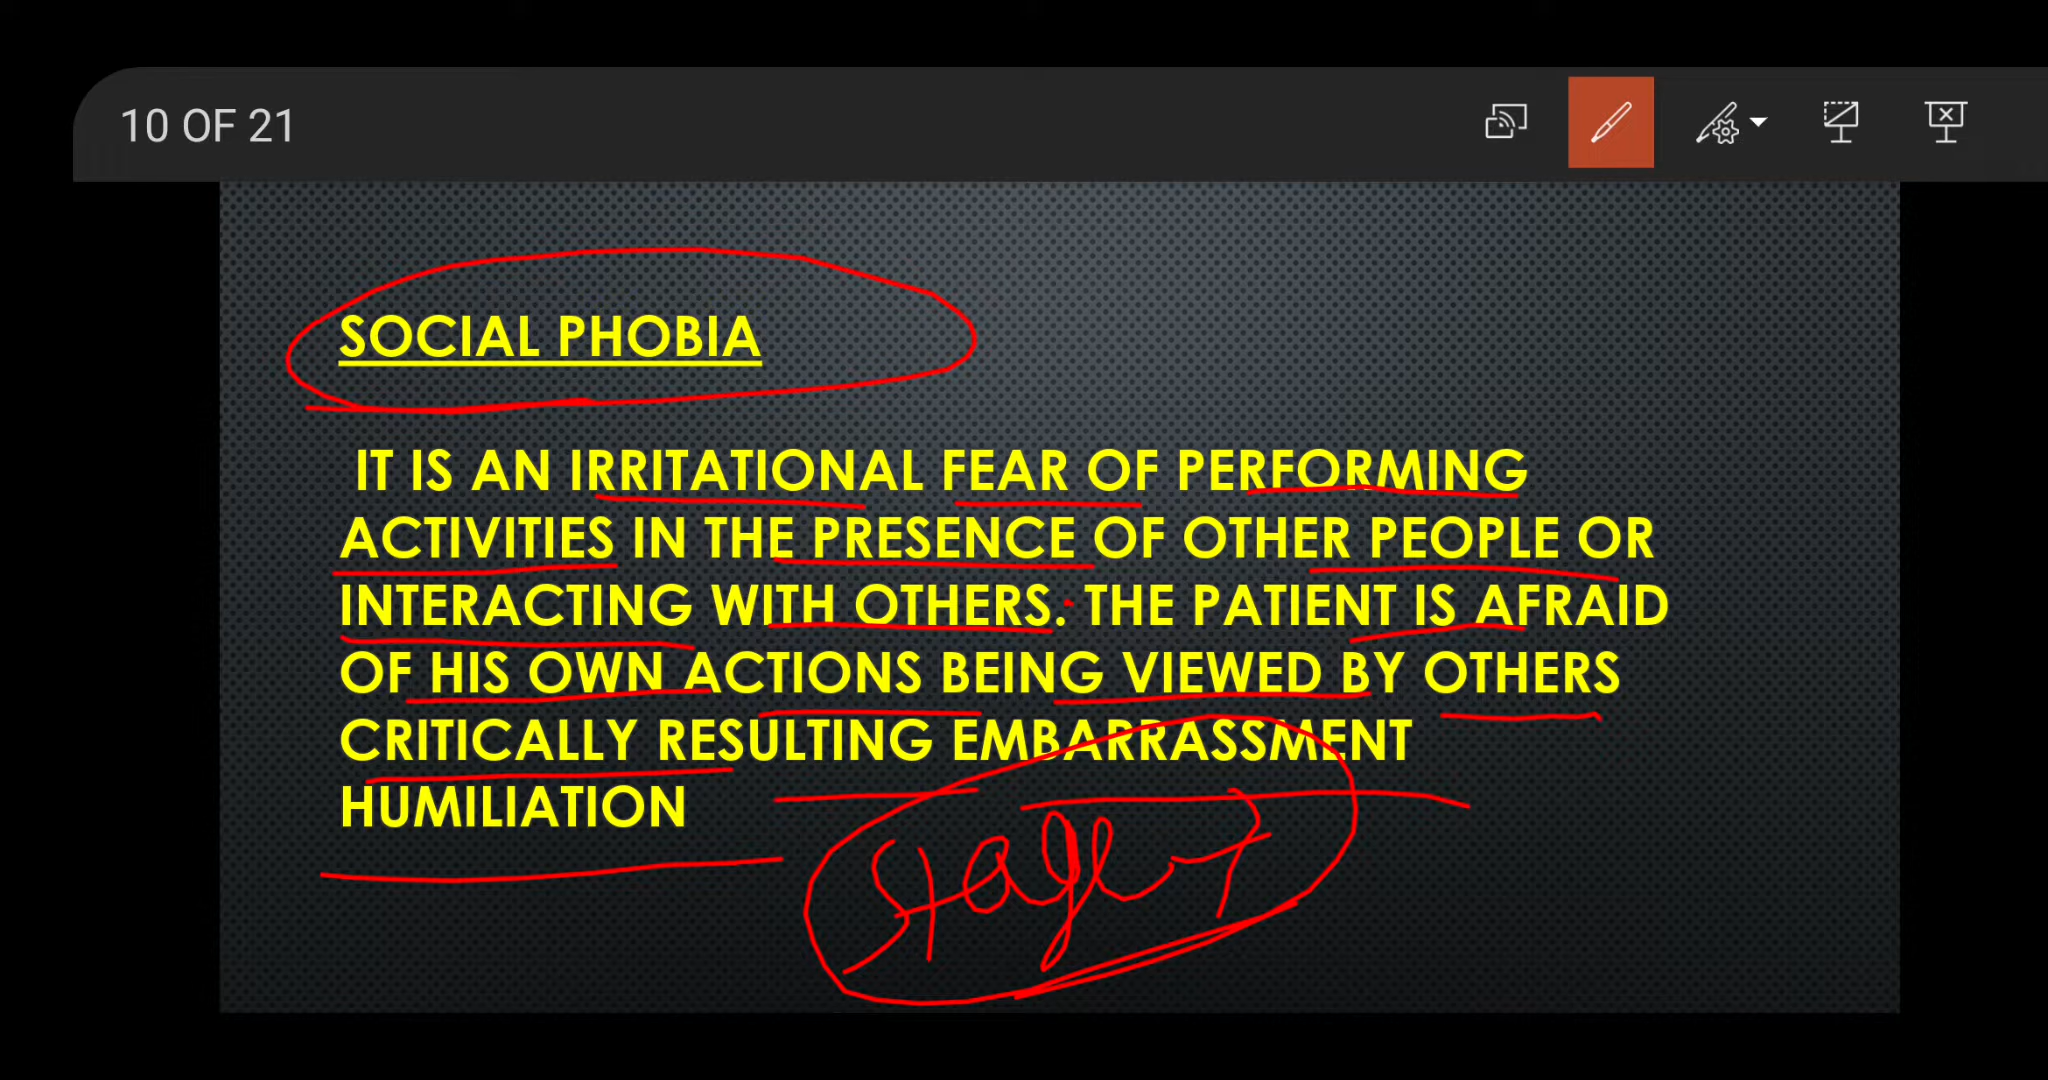 10 OF 21
SOCIAL PHOBIA
IT IS AN IRRITATIONAL FEAR OF PERFORMING
ACTIVITIES IN THE PRESENCE OF OTHER PEOPLE OR
INTERACTING WITH OTHERS. THE PATIENT IS AFRAID
OF HIS OWN ACTIONS BEING VIEWED BY OTHERS
CRITICALLY RESULTING EMBARRASSMENT
HUMILIATION
stage